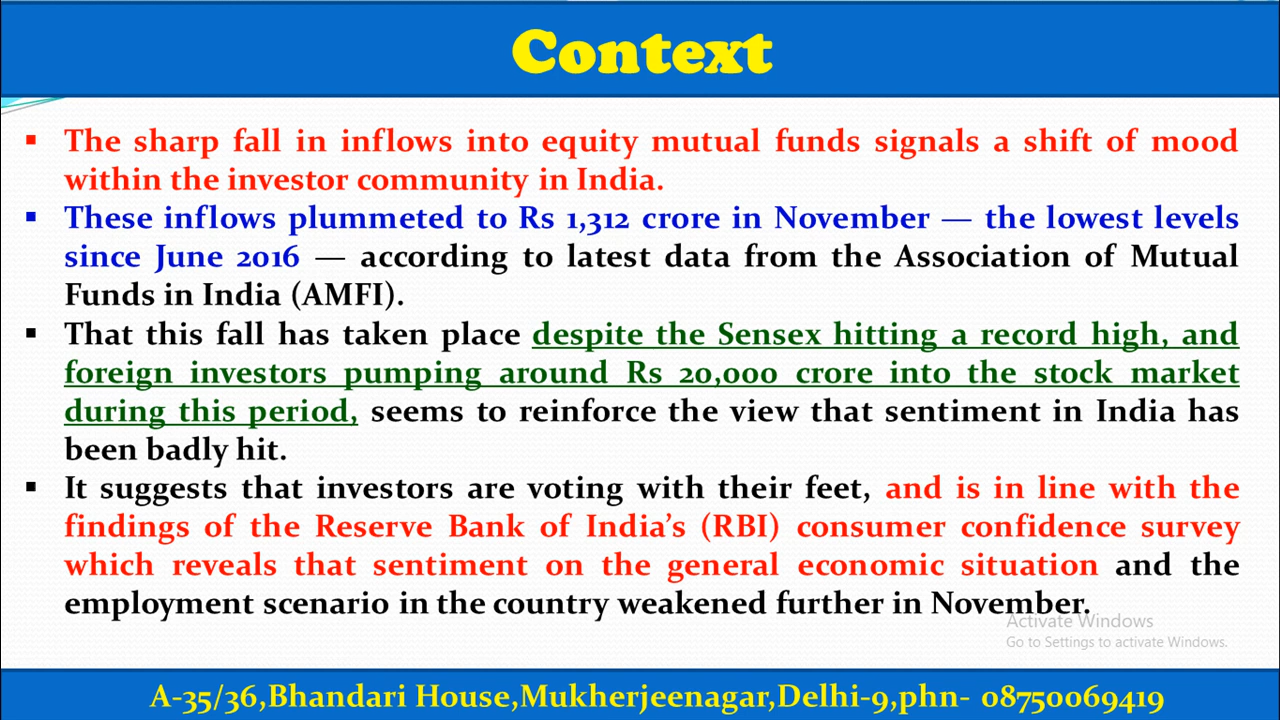 Context
▪ The sharp fall in inflows into equity mutual funds signals a shift of mood
within the investor community in India.
▪ These inflows plummeted to Rs 1,312 crore in November — the lowest levels
since June 2016 — according to latest data from the Association of Mutual
Funds in India (AMFI).
▪ That this fall has taken place despite the Sensex hitting a record high, and
foreign investors pumping around Rs 20,000 crore into the stock market
during this period, seems to reinforce the view that sentiment in India has
been badly hit.
▪ It suggests that investors are voting with their feet, and is in line with the
findings of the Reserve Bank of India’s (RBI) consumer confidence survey
which reveals that sentiment on the general economic situation and the
employment scenario in the country weakened further in November.
Activate Windows
Go to Settings to activate Windows.
A-35/36,Bhandari House,Mukherjeenagar,Delhi-9,phn- 08750069419